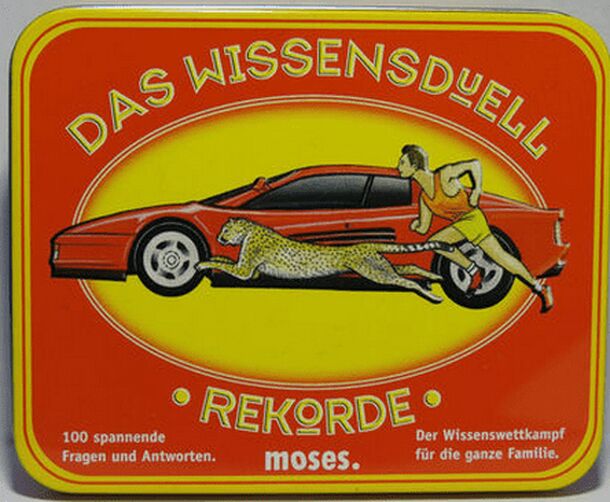 DAS WISSENSDUELL
• REKORDE •
100 spannende
Fragen und Antworten.
moses.
Der Wissenswettkampf
für die ganze Familie.